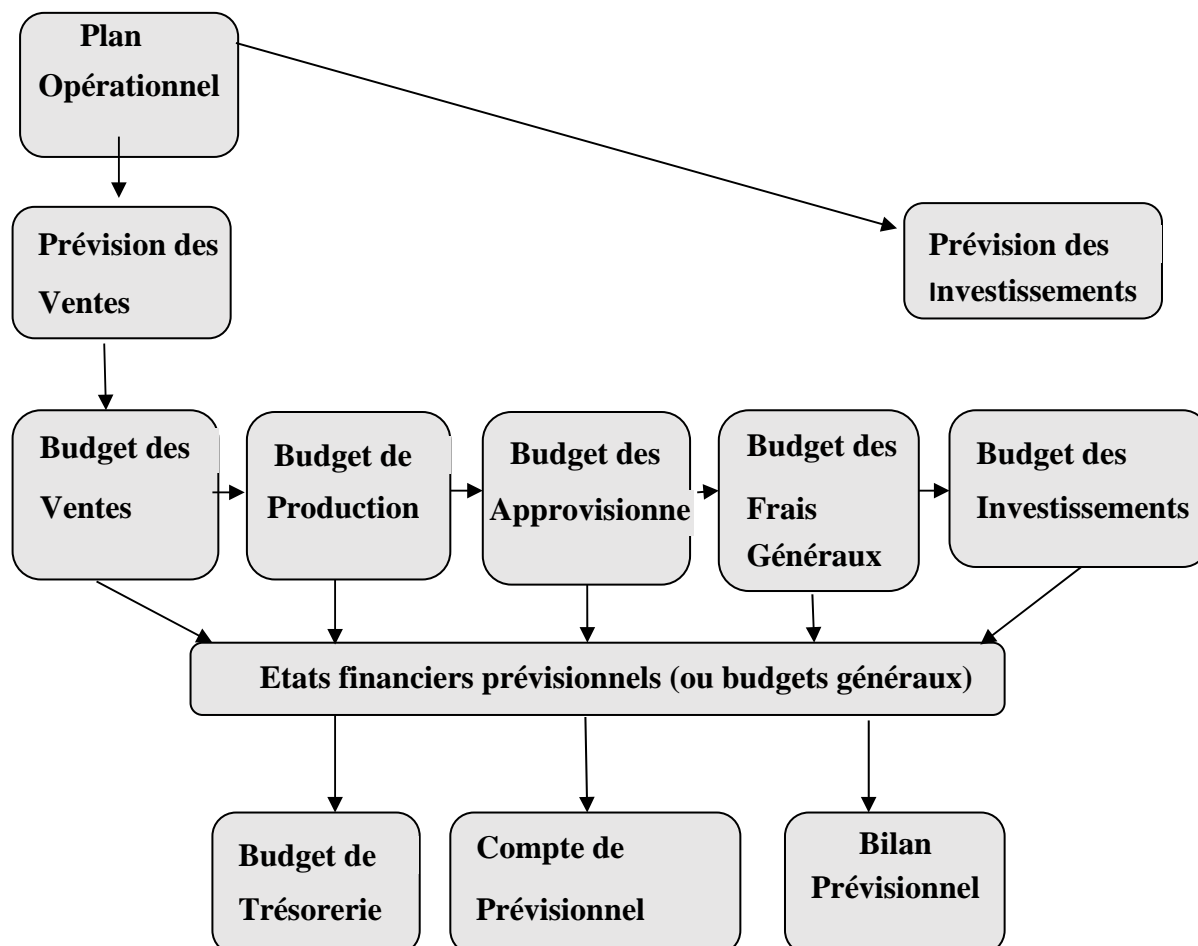 Plan
Opérationnel
Prévision des
Ventes
Prévision des
Investissements
Budget des
Ventes
Budget de
Production
Budget des
Approvisionne
Budget des
Frais
Généraux
Budget des
Investissements
Etats financiers prévisionnels (ou budgets généraux)
Budget de
Trésorerie
Compte de
Prévisionnel
Bilan
Prévisionnel